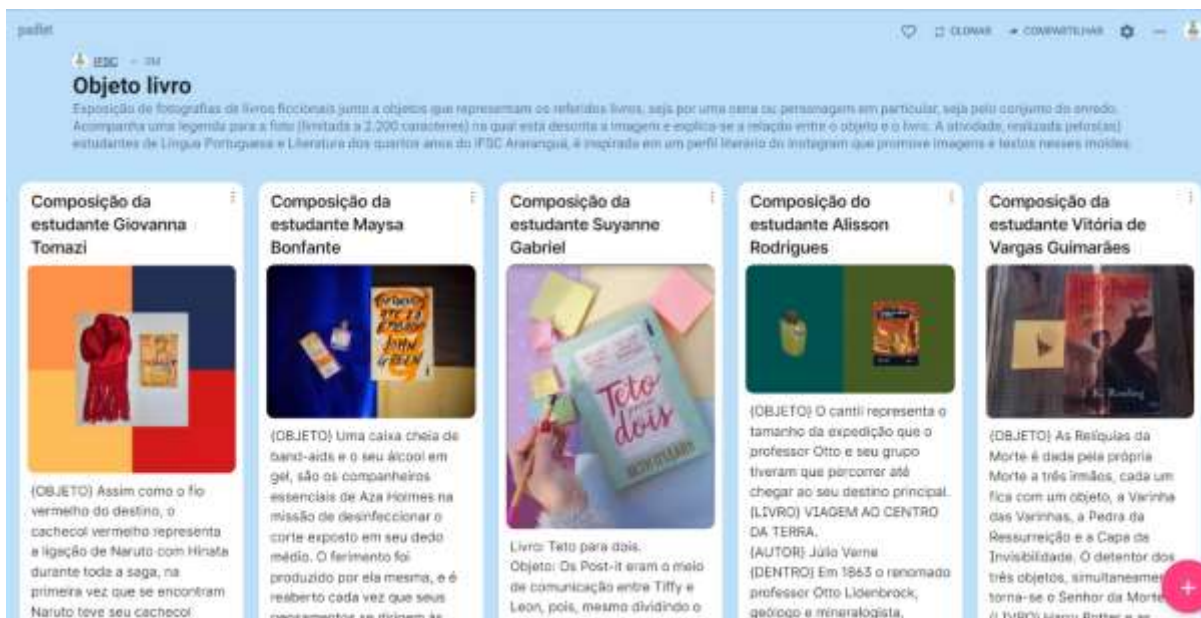 padlet
CLONAR COMPARTILHAR
IFSC
Objeto livro
Exposição de fotografias de livros ficcionais junto a objetos que representam os referidos livros, seja por uma cena ou personagem em particular, seja pelo conjunto do enredo.
Acompanha uma legenda para a foto (limitada a 2.200 caracteres) na qual está descrita a imagem e explica-se a relação entre o objeto e o livro. A atividade, realizada pelos(as)
estudantes de Língua Portuguesa e Literatura dos quartos anos do IFSC Araranguá, é inspirada em um perfil literário do Instagram que promove imagens e textos nesses moldes.
Composição da
estudante Giovanna
Tomazi
(OBJETO) Assim como o fio
vermelho do destino, o
cachecol vermelho representa
a ligação de Naruto com Hinata
durante toda a saga, na
primeira vez que se encontram
Naruto teve seu cachecol
Composição da
estudante Maysa
Bonfante
JOHN
GREEN
(OBJETO) Uma caixa cheia de
band-aids e o seu álcool em
gel, são os companheiros
essenciais de Aza Holmes na
missão de desinfeccionar o
corte exposto em seu dedo
médio. O ferimento foi
produzido por ela mesma, e é
reaberto cada vez que seus
pensamentos se dirigem às
Composição da
estudante Suyanne
Gabriel
Teto
para
dois
Livro: Teto para dois.
Objeto: Os Post-it eram o meio
de comunicação entre Tiffy e
Leon, pois, mesmo dividindo o
Composição do
estudante Alisson
Rodrigues
(OBJETO) O cantil representa o
tamanho da expedição que o
professor Otto e seu grupo
tiveram que percorrer até
chegar ao seu destino principal.
(LIVRO) VIAGEM AO CENTRO
DA TERRA.
(AUTOR) Júlio Verne
(DENTRO) Em 1863 o renomado
professor Otto Lidenbrock,
geólogo e mineralogista,
Composição da
estudante Vitória de
Vargas Guimarães
Rowling
(OBJETO) As Relíquias da
Morte é dada pela própria
Morte a três irmãos, cada um
fica com um objeto, a Varinha
das Varinhas, a Pedra da
Ressurreição e a Capa da
Invisibilidade. O detentor dos
três objetos, simultaneame
torna-se o Senhor da Morte
(LIVRO) Harry Potter e as